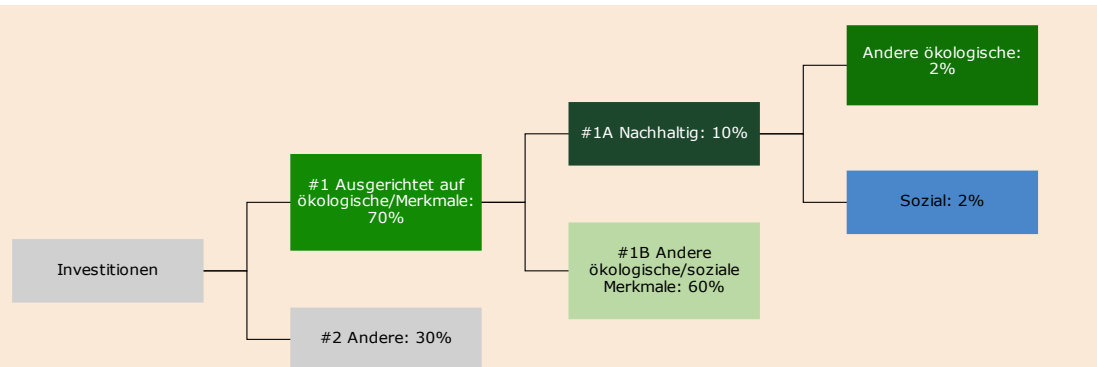 Investitionen
#1 Ausgerichtet auf
ökologische/Merkmale:
70%
#2 Andere: 30%
#1A Nachhaltig: 10%
#1B Andere
ökologische/soziale
Merkmale: 60%
Andere ökologische:
2%
Sozial: 2%